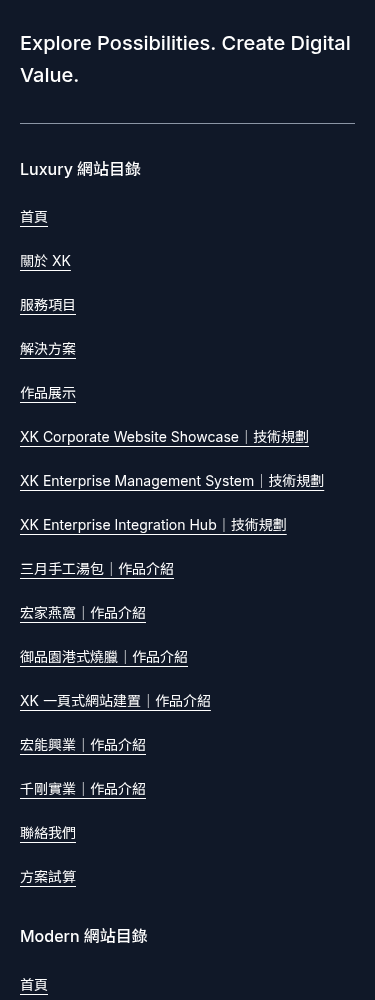 Explore Possibilities. Create Digital
Value.
Luxury 網站目錄
首頁
關於 XK
服務項目
解決方案
作品展示
XK Corporate Website Showcase｜技術規劃
XK Enterprise Management System｜技術規劃
XK Enterprise Integration Hub｜技術規劃
三月手工湯包｜作品介紹
宏家燕窩｜作品介紹
御品園港式燒臘｜作品介紹
XK 一頁式網站建置｜作品介紹
宏能興業｜作品介紹
千剛實業｜作品介紹
聯絡我們
方案試算
Modern 網站目錄
首頁